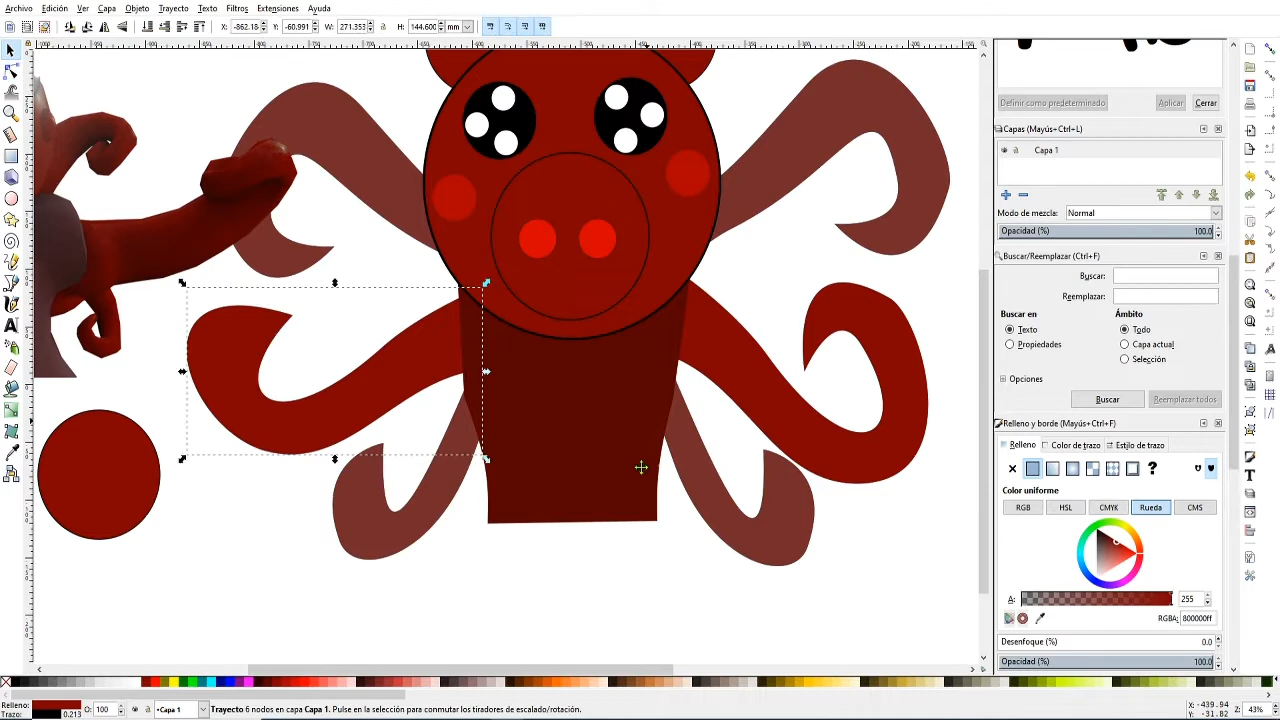 Archivo Edición Ver Capa Objeto Trayecto Texto Filtros Extensiones Ayuda
X: -862.18 Y: -60.991 W: 271.353 H: 144.600 mm
Definir como predeterminado Aplicar Cerrar
Capas (Mayús+Ctrl+L)
Capa 1
Modo de mezcla: Normal
Opacidad (%) 100.0
Buscar/Reemplazar (Ctrl+F)
Buscar:
Reemplazar:
Buscar en Ámbito
Texto Todo
Propiedades Capa actual
Selección
Opciones
Buscar Reemplazar todos
Relleno y borde (Mayús+Ctrl+F)
Relleno Color de trazo Estilo de trazo
?
Color uniforme
RGB HSL CMYK Rueda CMS
A: 255
RGBA: 800000ff
Desenfoque (%) 0.0
Opacidad (%) 100.0
Relleno: O: 100 Capa 1 Trayecto 6 nodos en capa Capa 1. Pulse en la selección para conmutar los tiradores de escalado/rotación. X: -439.94 Z: 43%
Trazo: 0.213 Y: -31.82